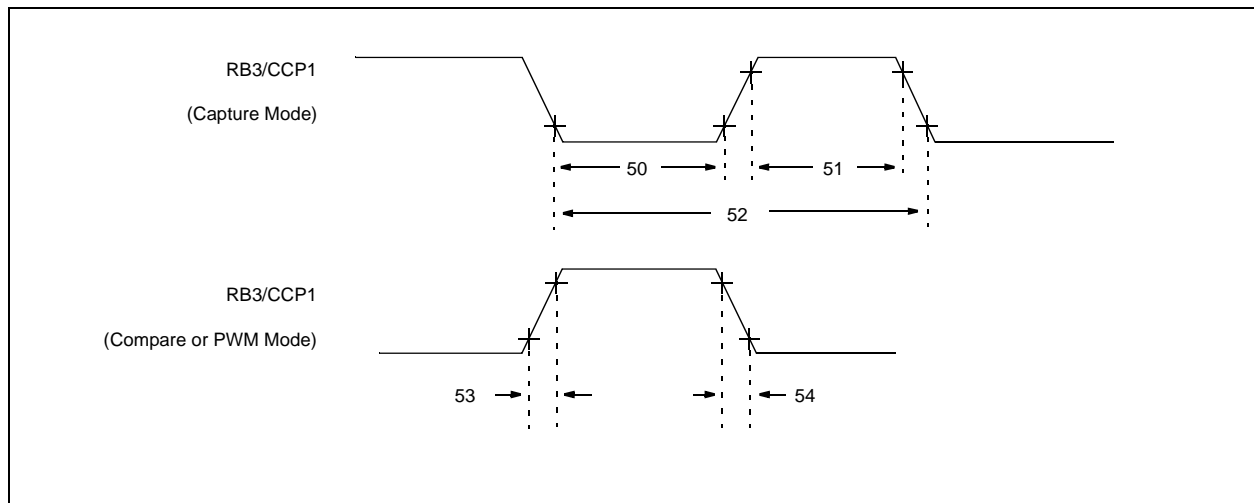 RB3/CCP1
(Capture Mode)
50
51
52
RB3/CCP1
(Compare or PWM Mode)
53
54